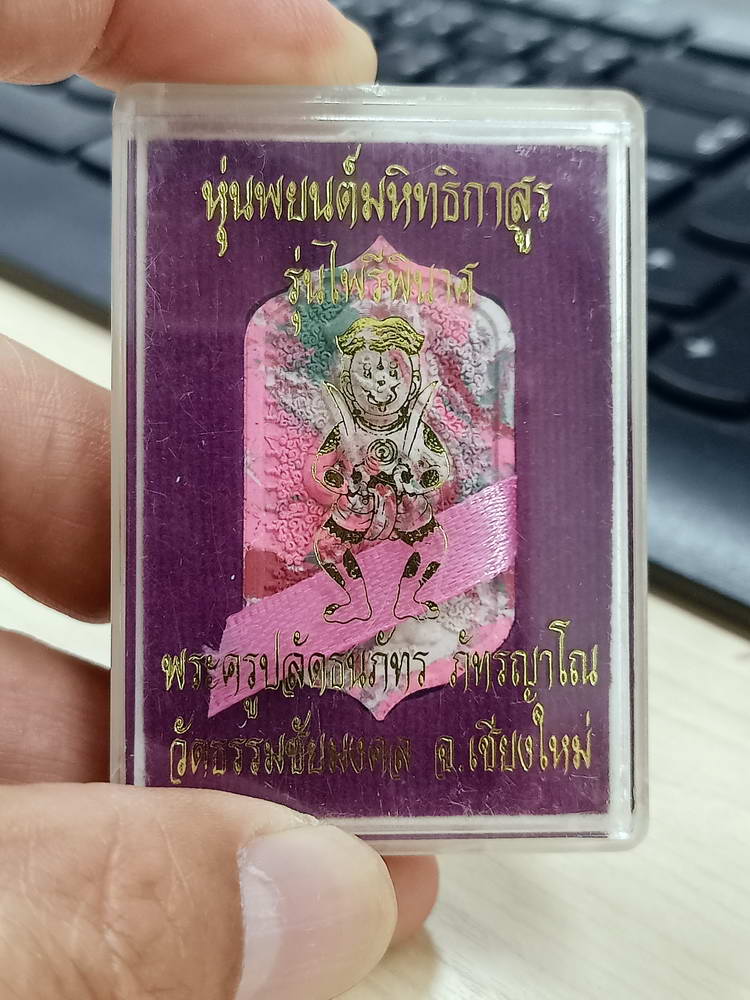 หุ่นพยนต์มหิทธิกาสูร
รุ่นไพรีพินาศ
พระครูปลัดธนภัทร ภัทรญาโณ
วัดธรรมชัยมงคล จ.เชียงใหม่